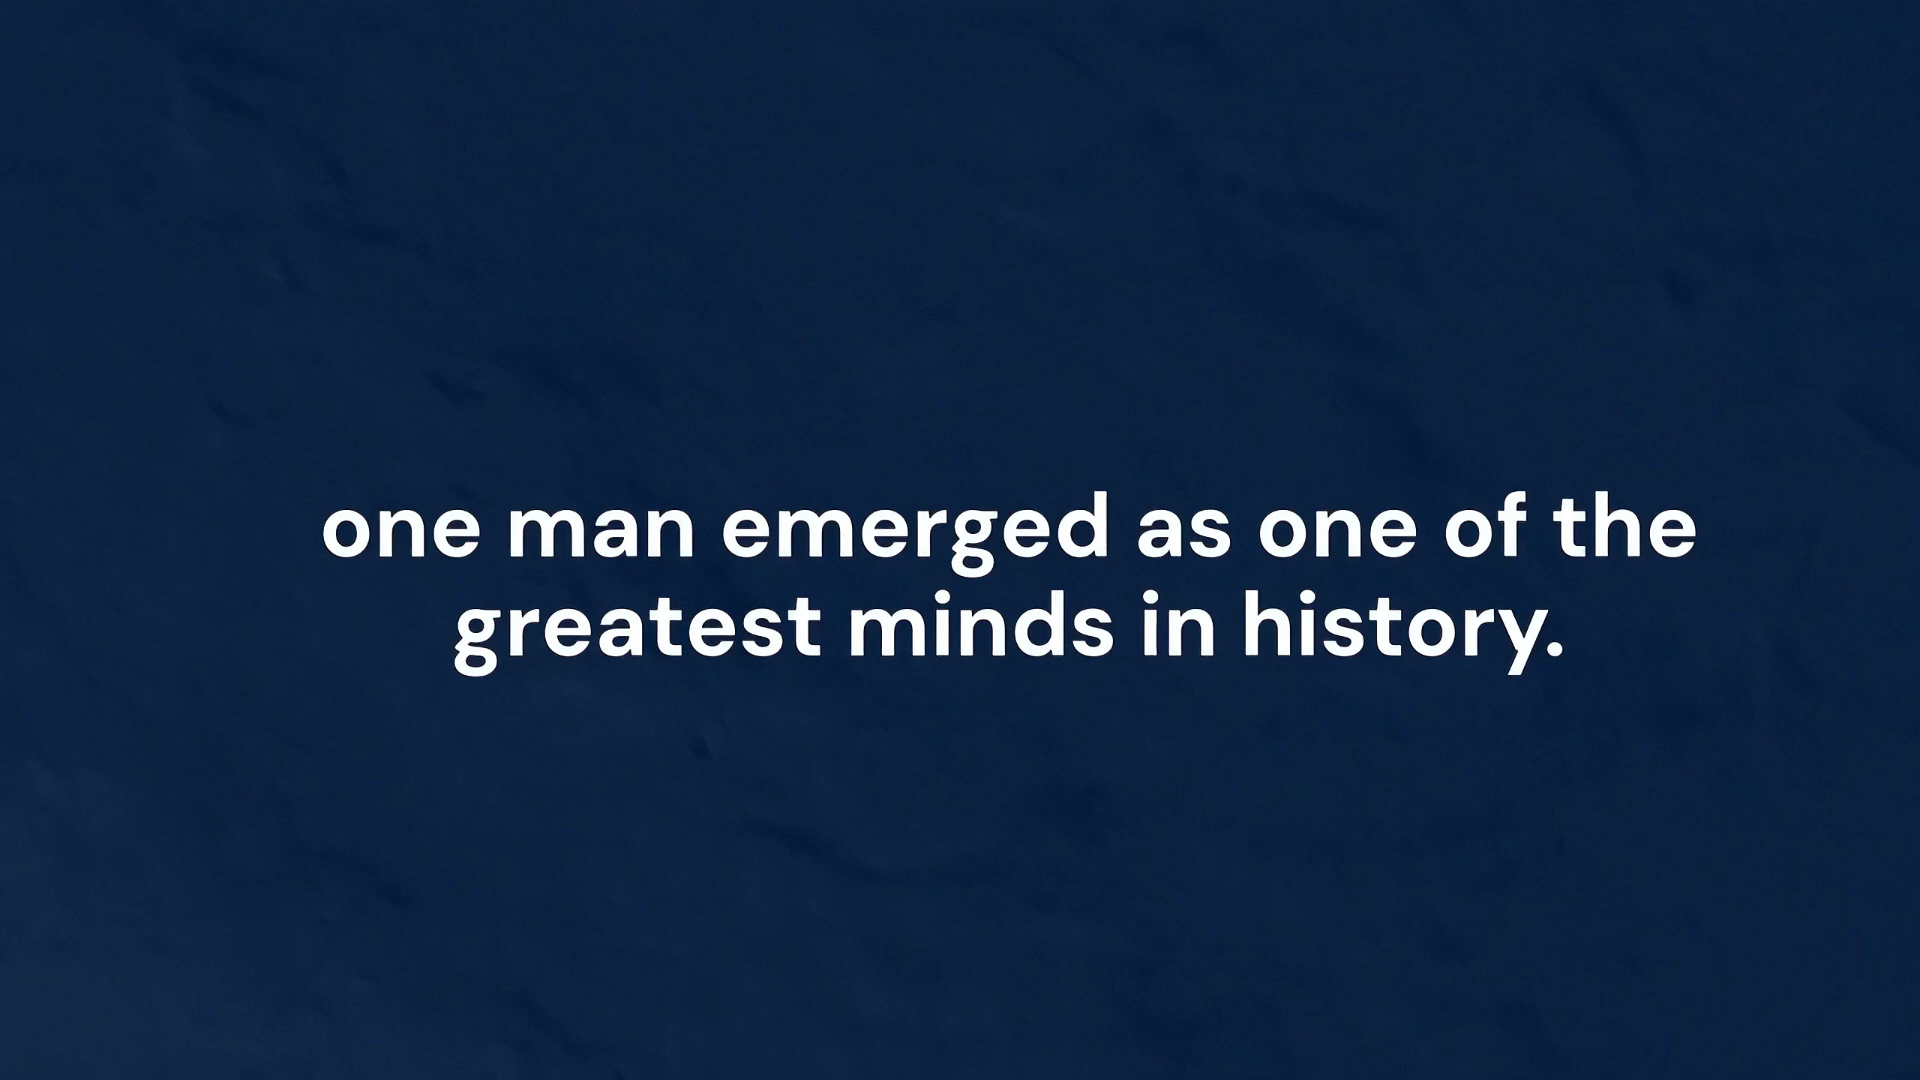 one man emerged as one of the
greatest minds in history.